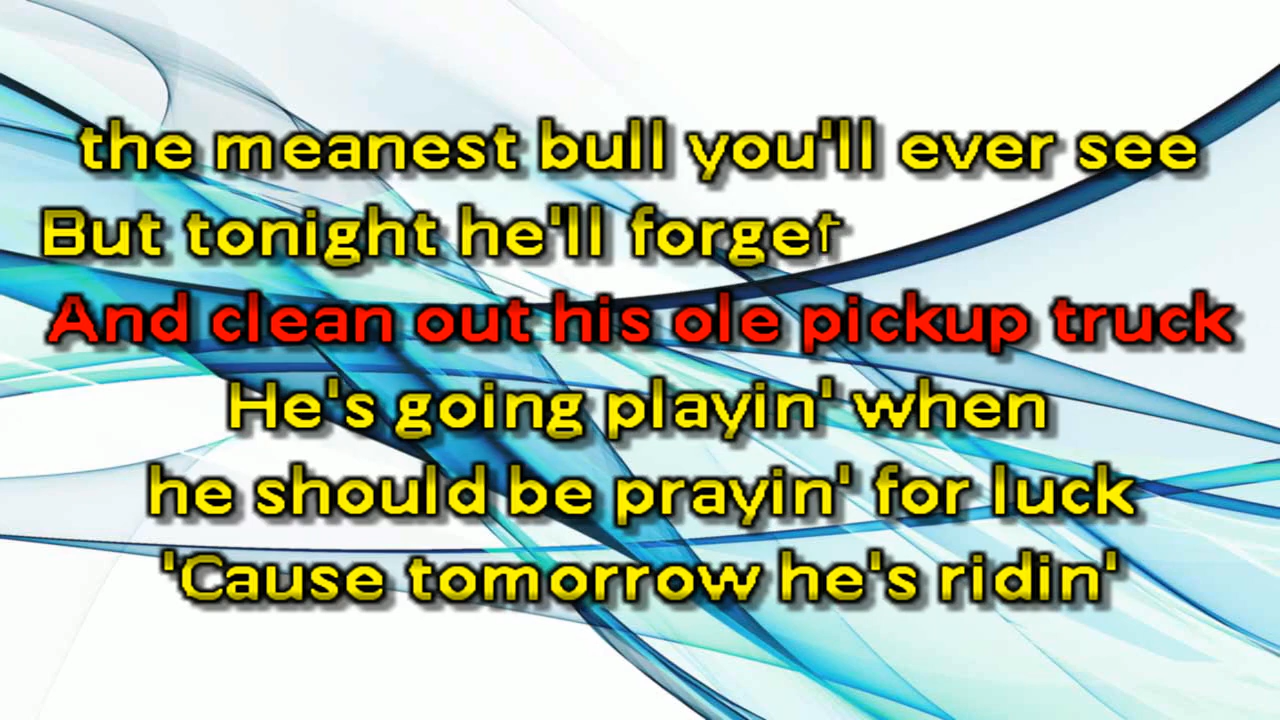 the meanest bull you'll ever see
But tonight he'll forget
And clean out his ole pickup truck
He's going playin' when
he should be prayin' for luck
'Cause tomorrow he's ridin'